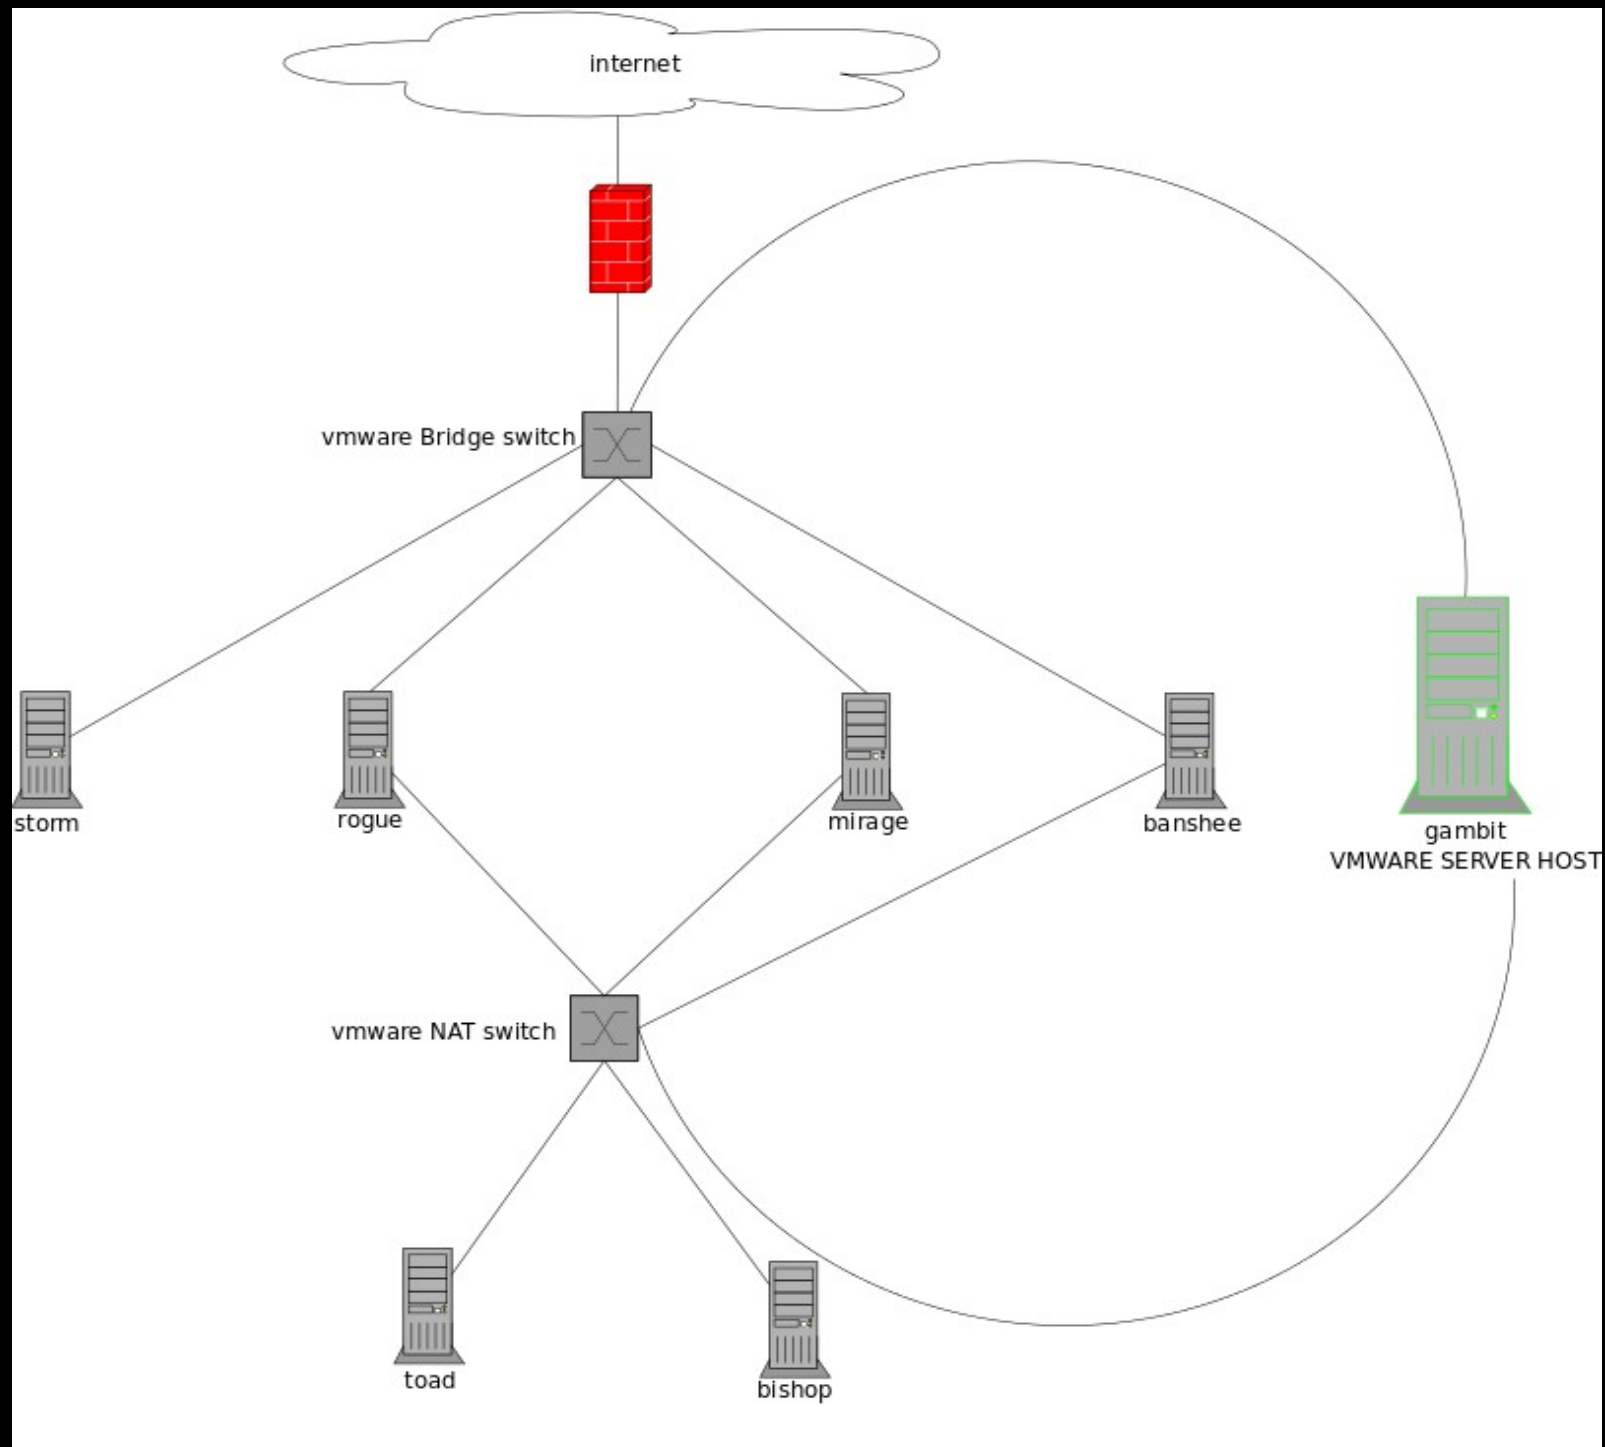 internet
vmware Bridge switch
storm
rogue
mirage
banshee
gambit
VMWARE SERVER HOST
vmware NAT switch
toad
bishop